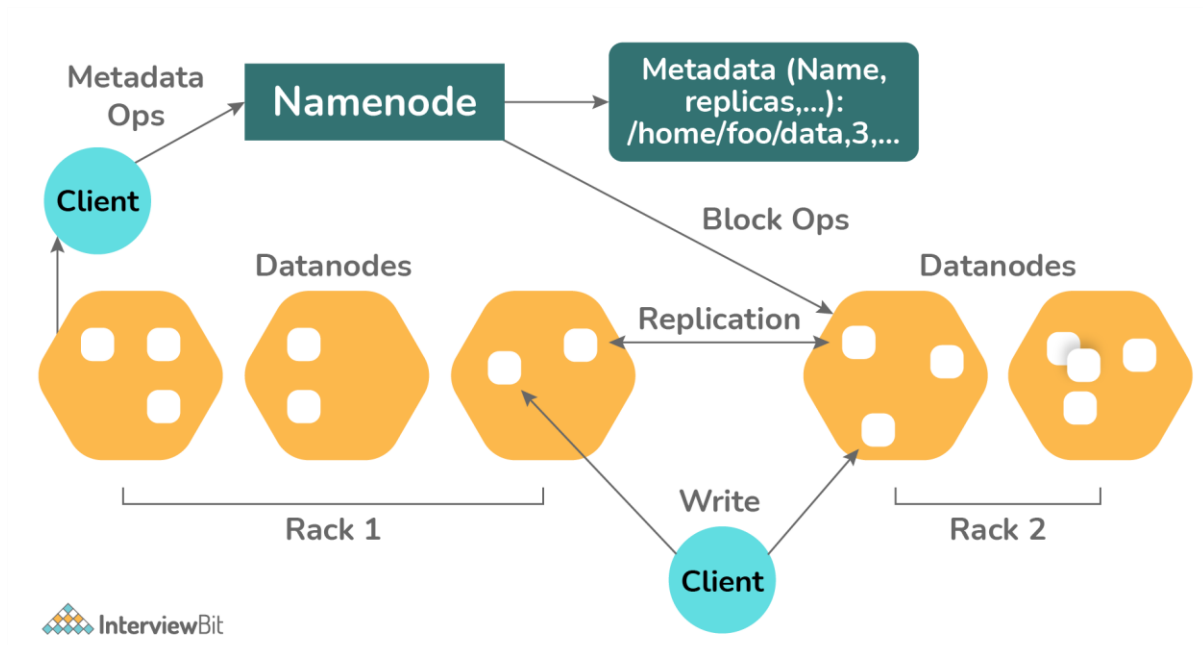 Metadata
Ops
Namenode
Metadata (Name,
replicas,...):
/home/foo/data,3,...
Client
Block Ops
Datanodes
Datanodes
Replication
Rack 1
Write
Rack 2
Client
InterviewBit